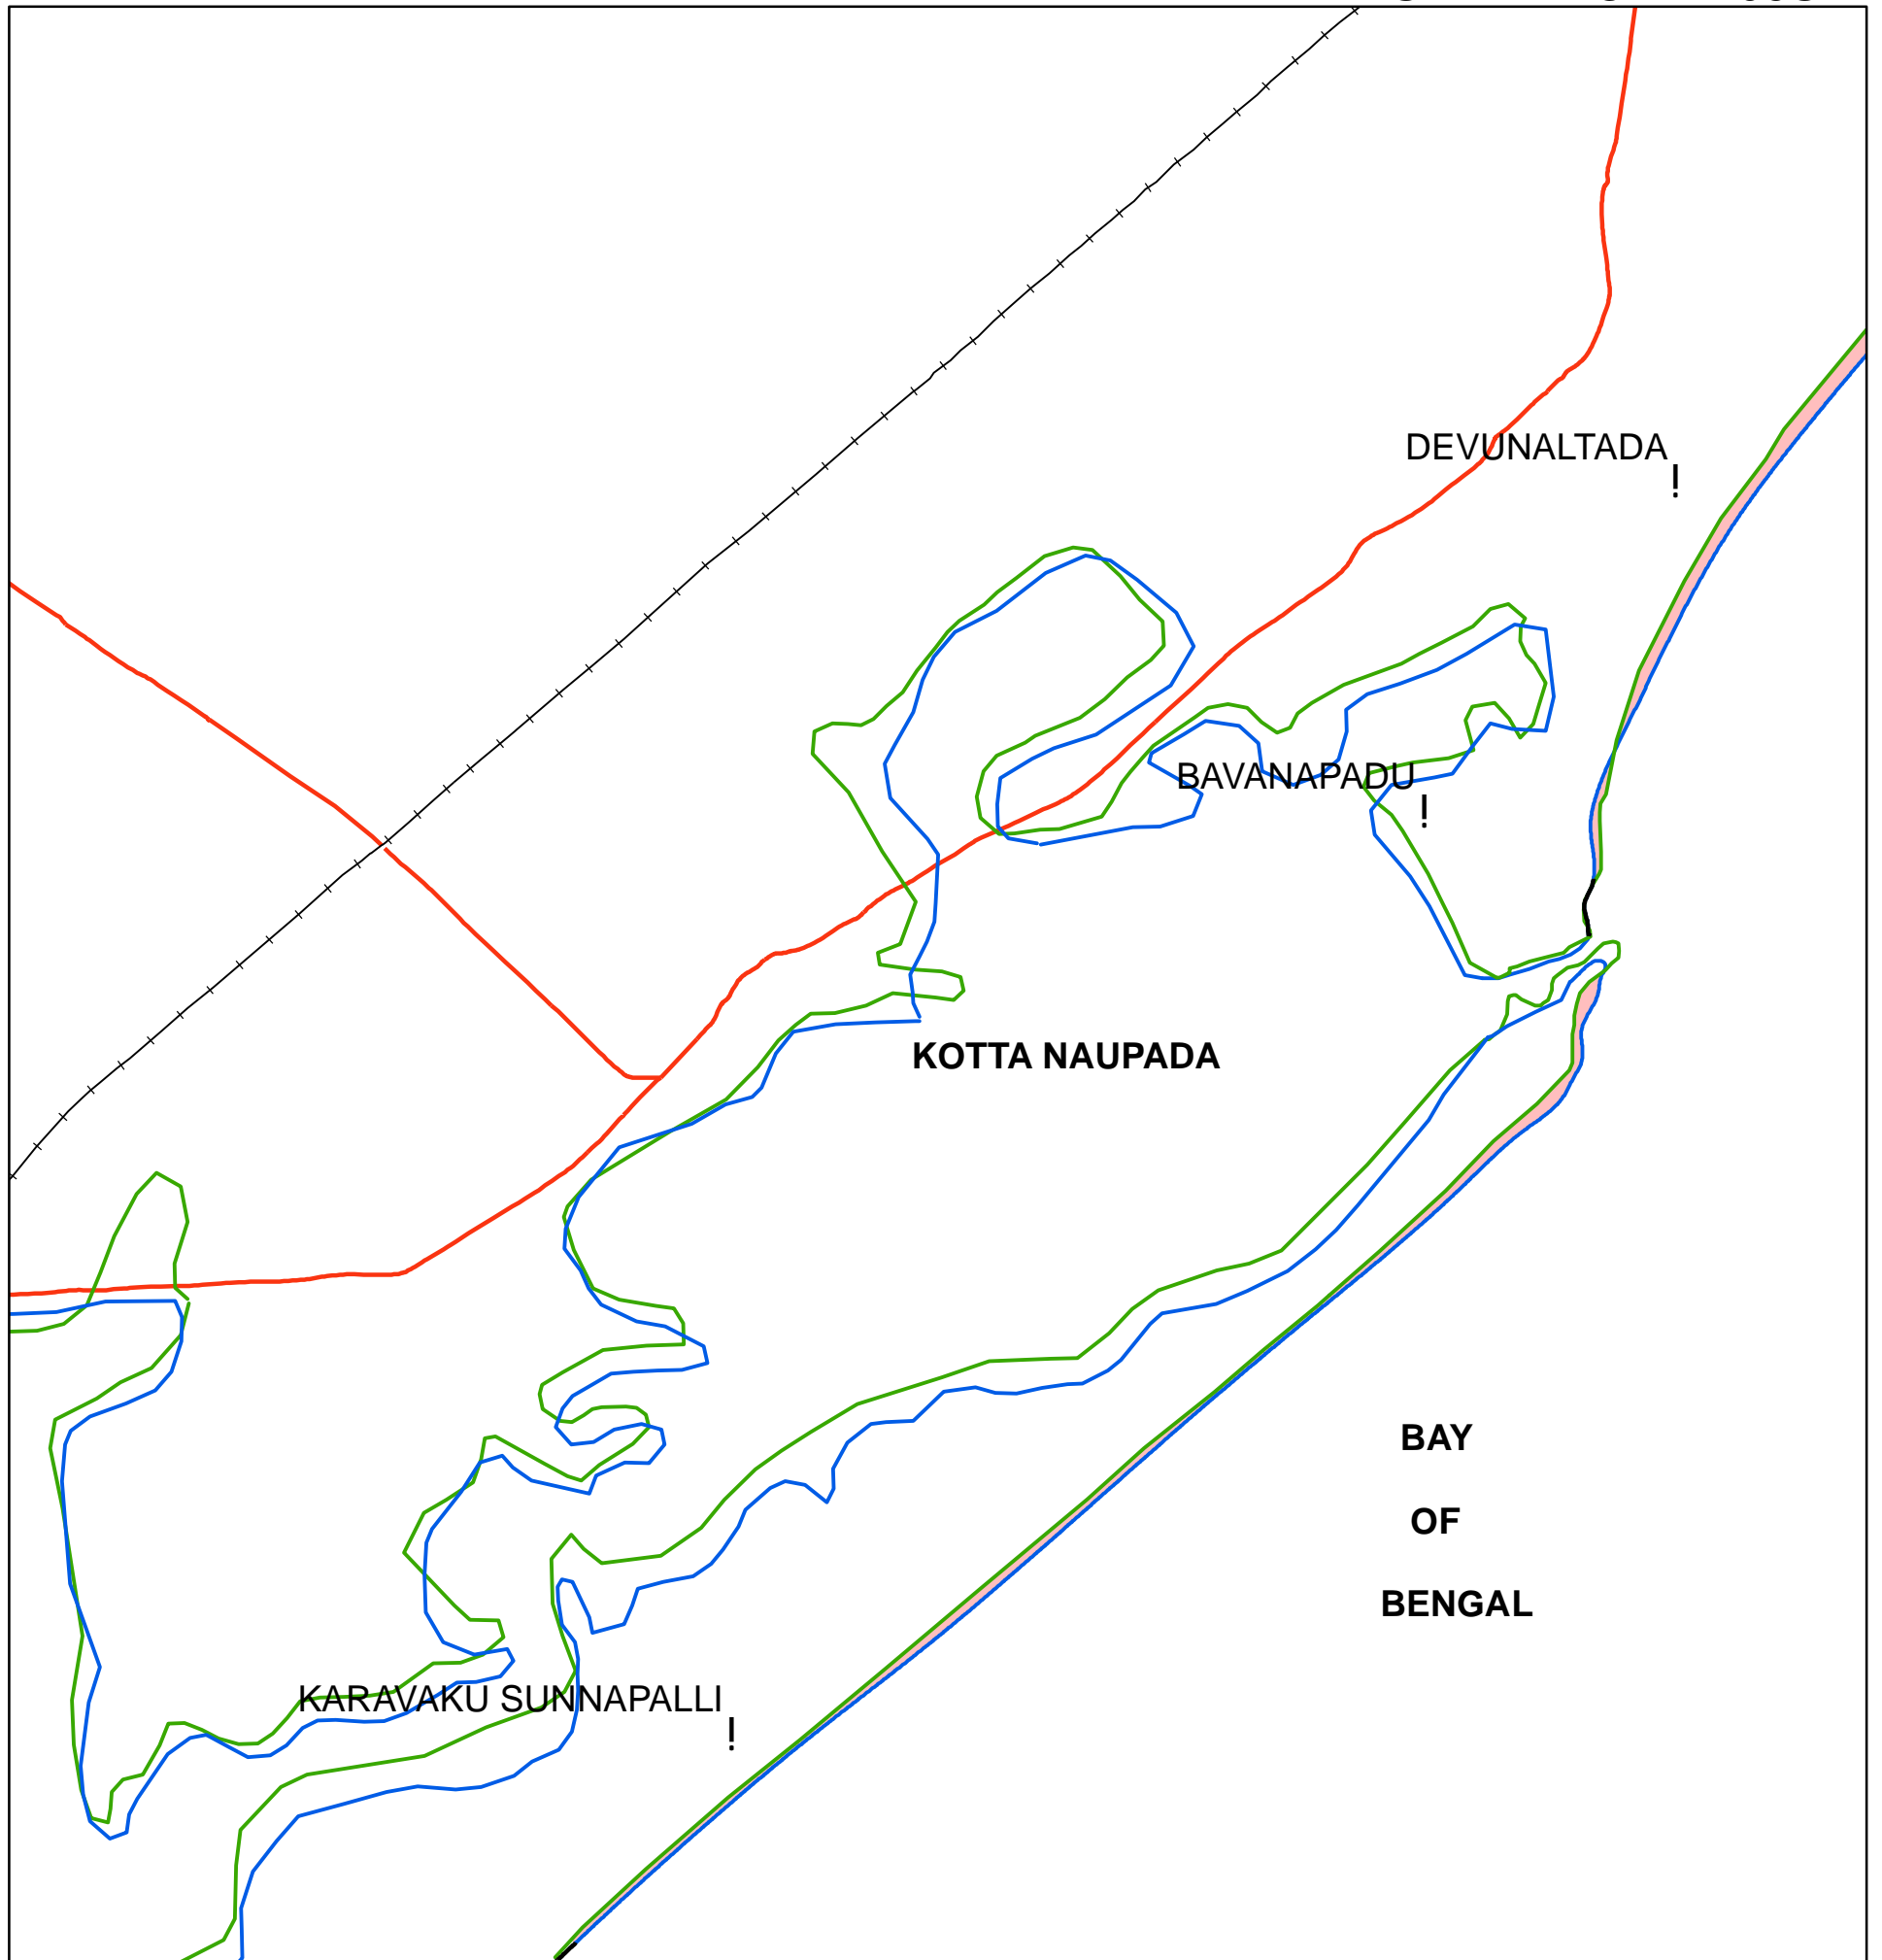 DEVUNALTADA
BAVANAPADU
KOTTA NAUPADA
BAY
OF
BENGAL
KARAVAKU SUNNAPALLI